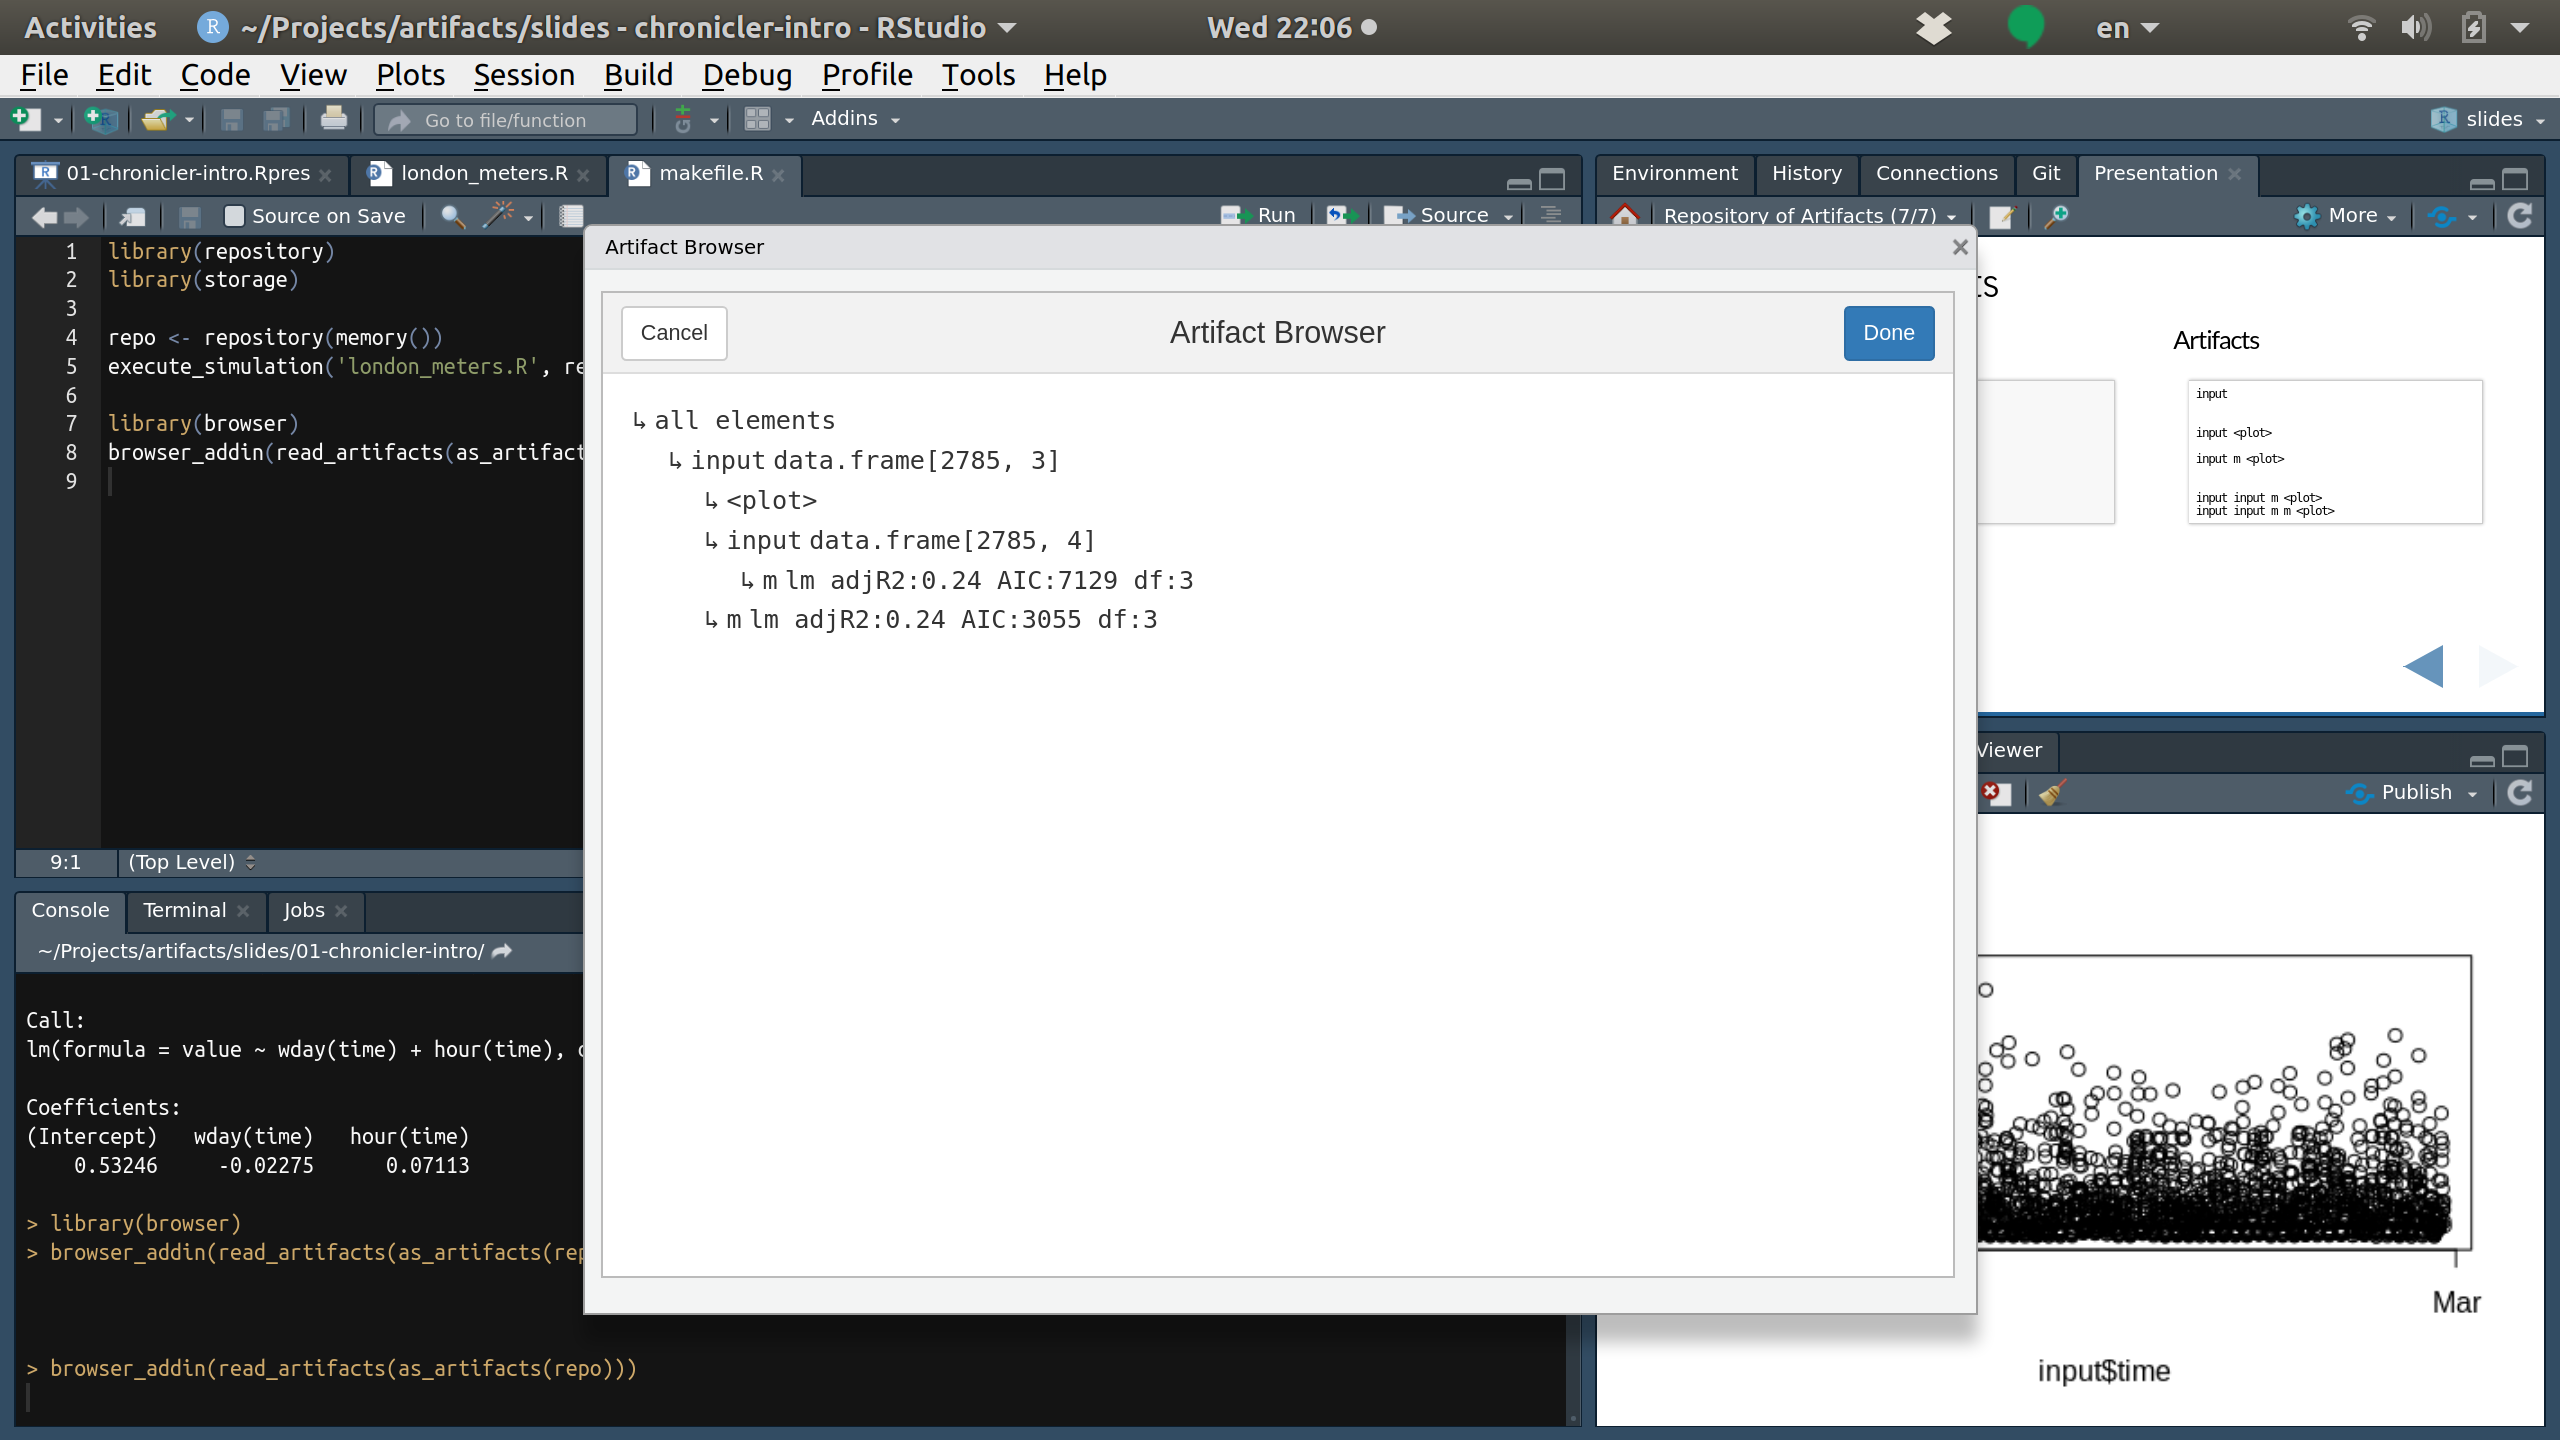 Activities
~/Projects/artifacts/slides - chronicler-intro - RStudio
Wed 22:06
en
File Edit Code View Plots Session Build Debug Profile Tools Help
Go to file/function
Git
Addins
slides
01-chronicler-intro.Rpres
london_meters.R
makefile.R
Source on Save
Run
Source
1 library(repository)
2 library(storage)
3
4 repo <- repository(memory())
5 execute_simulation('london_meters.R', re
6
7 library(browser)
8 browser_addin(read_artifacts(as_artifact
9
9:1 (Top Level)
Console Terminal Jobs
~/Projects/artifacts/slides/01-chronicler-intro/
Call:
lm(formula = value ~ wday(time) + hour(time),
Coefficients:
(Intercept) wday(time) hour(time)
0.53246 -0.02275 0.07113
> library(browser)
> browser_addin(read_artifacts(as_artifacts(rep
> browser_addin(read_artifacts(as_artifacts(repo)))
Artifact Browser
Cancel
Artifact Browser
Done
↳ all elements
↳ input data.frame[2785, 3]
↳ <plot>
↳ input data.frame[2785, 4]
↳ m lm adjR2:0.24 AIC:7129 df:3
↳ m lm adjR2:0.24 AIC:3055 df:3
Environment History Connections Git Presentation
Repository of Artifacts (7/7)
More
Artifacts
input
input <plot>
input m <plot>
input input m <plot>
input input m m <plot>
Viewer
Publish
Mar
input$time